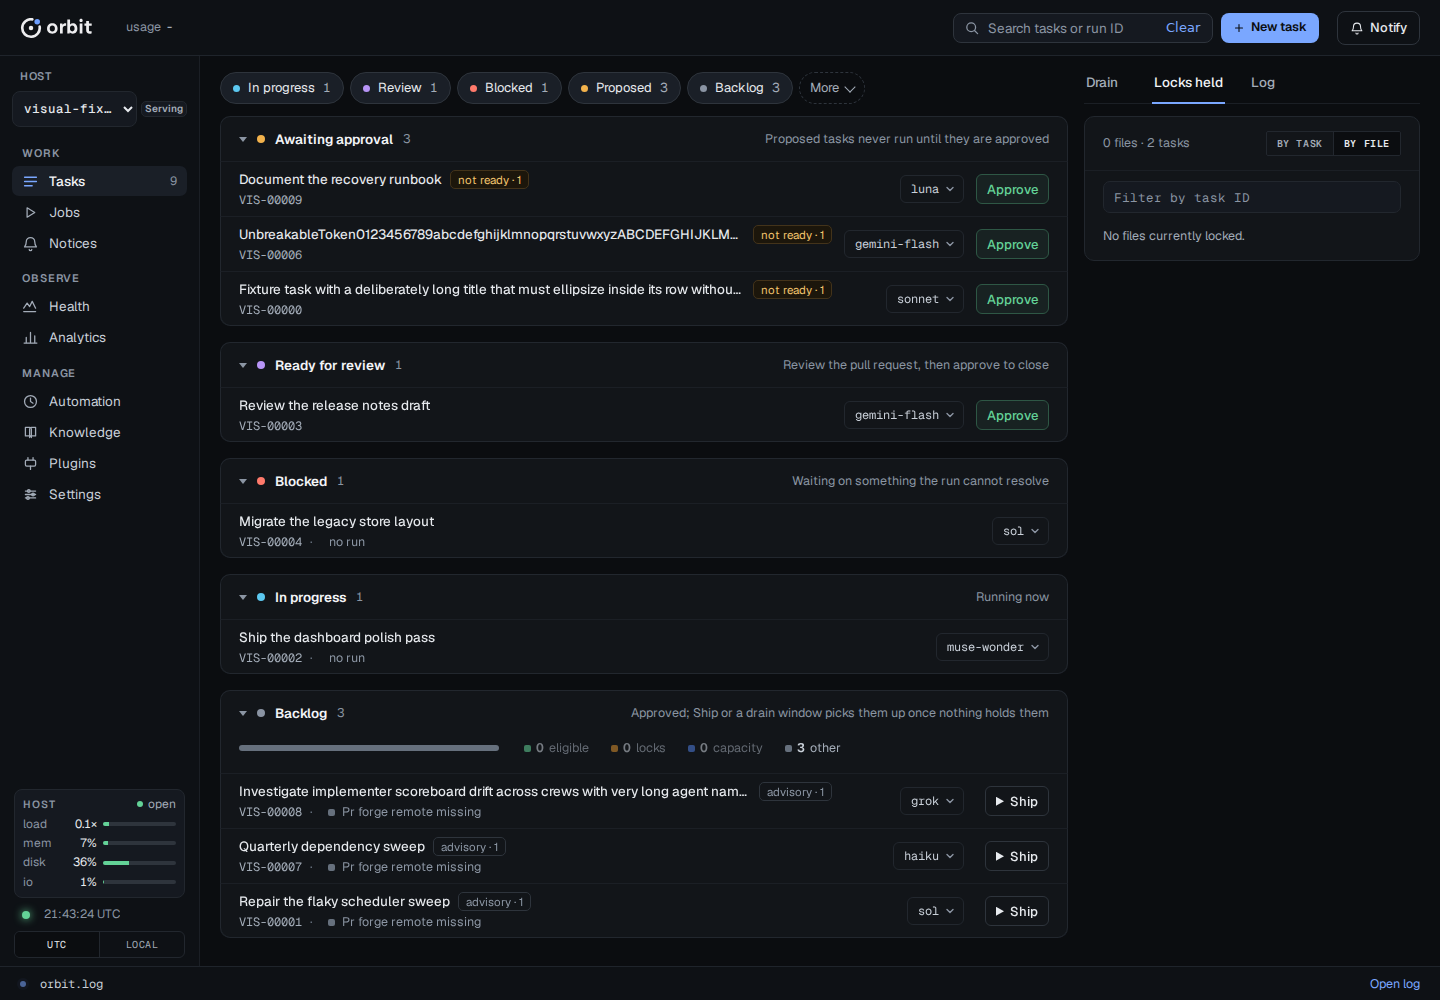 orbit
usage –
Search tasks or run ID
Clear
+ New task
Notify
HOST
visual-fix…
Serving
WORK
Tasks 9
Jobs
Notices
OBSERVE
Health
Analytics
MANAGE
Automation
Knowledge
Plugins
Settings
HOST open
load 0.1×
mem 7%
disk 36%
io 1%
21:43:24 UTC
UTC LOCAL
In progress 1
Review 1
Blocked 1
Proposed 3
Backlog 3
More
Awaiting approval 3
Proposed tasks never run until they are approved
Document the recovery runbook not ready · 1
VIS-00009
luna
Approve
UnbreakableToken0123456789abcdefghijklmnopqrstuvwxyzABCDEFGHIJKLM… not ready · 1
VIS-00006
gemini-flash
Approve
Fixture task with a deliberately long title that must ellipsize inside its row withou… not ready · 1
VIS-00000
sonnet
Approve
Ready for review 1
Review the pull request, then approve to close
Review the release notes draft
VIS-00003
gemini-flash
Approve
Blocked 1
Waiting on something the run cannot resolve
Migrate the legacy store layout
VIS-00004 · no run
sol
In progress 1
Running now
Ship the dashboard polish pass
VIS-00002 · no run
muse-wonder
Backlog 3
Approved; Ship or a drain window picks them up once nothing holds them
0 eligible
0 locks
0 capacity
3 other
Investigate implementer scoreboard drift across crews with very long agent nam… advisory · 1
VIS-00008 · Pr forge remote missing
grok
Ship
Quarterly dependency sweep advisory · 1
VIS-00007 · Pr forge remote missing
haiku
Ship
Repair the flaky scheduler sweep advisory · 1
VIS-00001 · Pr forge remote missing
sol
Ship
Drain
Locks held
Log
0 files · 2 tasks
BY TASK
BY FILE
Filter by task ID
No files currently locked.
orbit.log
Open log